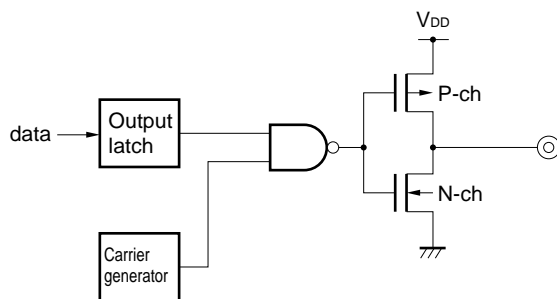 VDD
P-ch
data
Output
latch
N-ch
Carrier
generator